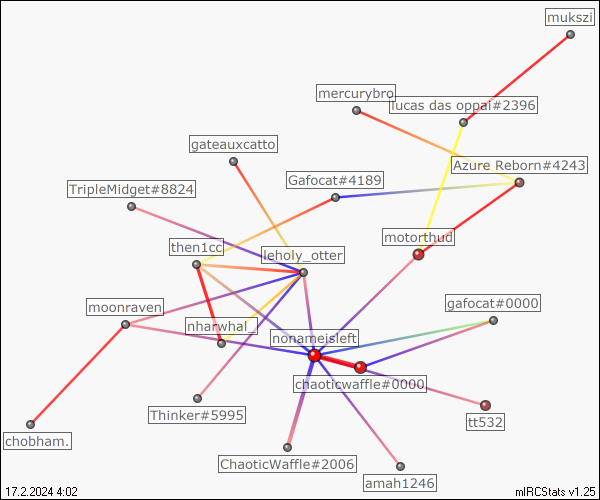 mukszi
mercurybro
lucas das oppai#2396
gateauxcatto
Azure Reborn#4243
Gafocat#4189
TripleMidget#8824
motorthud
then1cc
leholy_otter
gafocat#0000
moonraven
nharwhal_
nonameisleft
chaoticwaffle#0000
Thinker#5995
tt532
chobham.
ChaoticWaffle#2006
amah1246
17.2.2024 4:02
mIRCStats v1.25